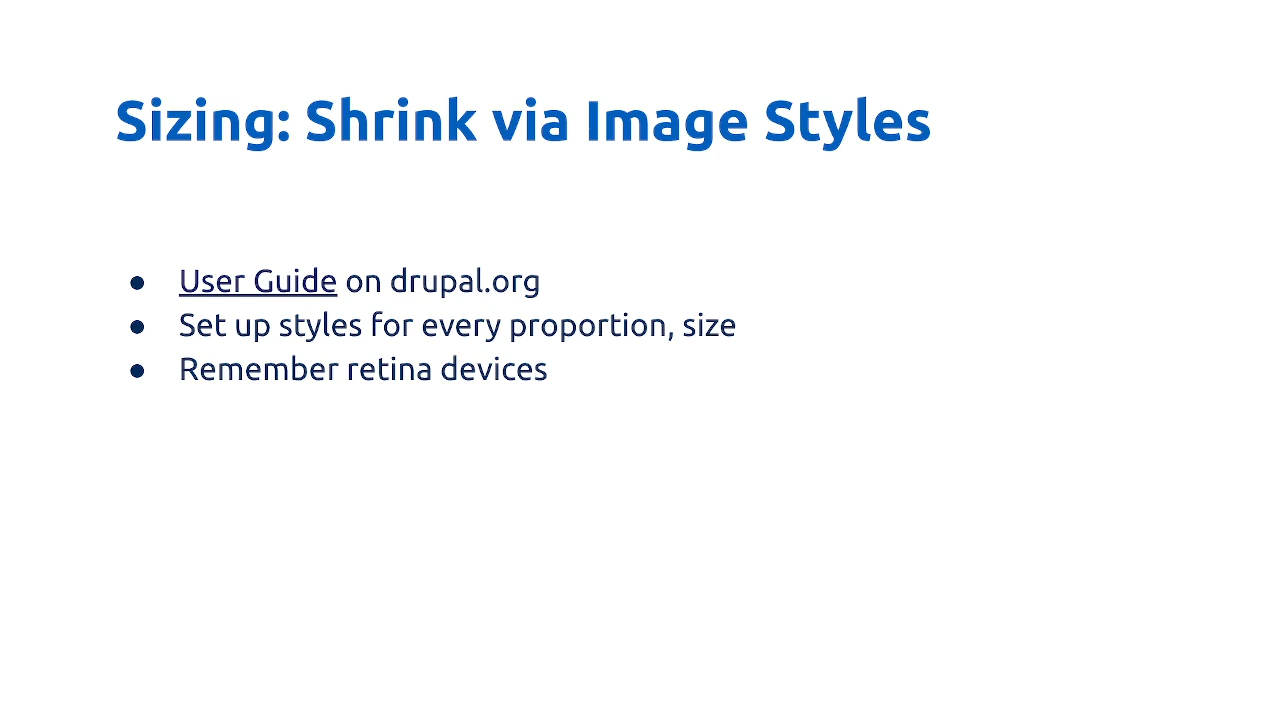 Sizing: Shrink via Image Styles
● User Guide on drupal.org
● Set up styles for every proportion, size
● Remember retina devices